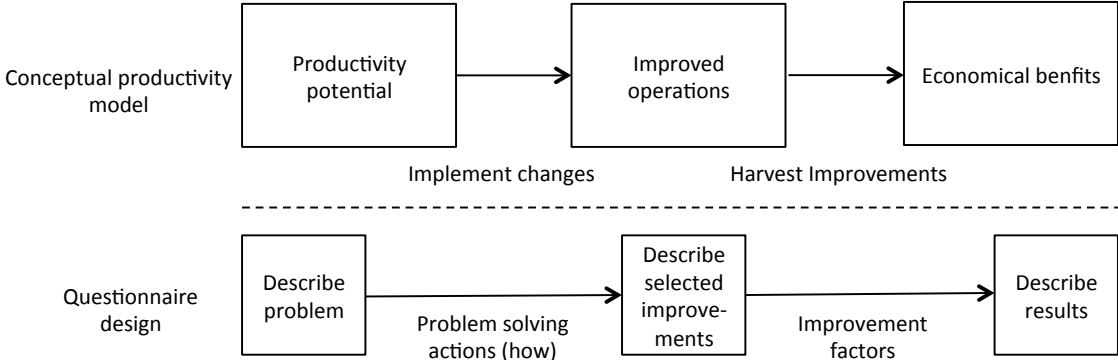 Conceptual productivity
model
Productivity
potential
Improved
operations
Economical benfits
Implement changes
Harvest Improvements
Questionnaire
design
Describe
problem
Problem solving
actions (how)
Describe
selected
improve-
ments
Improvement
factors
Describe
results